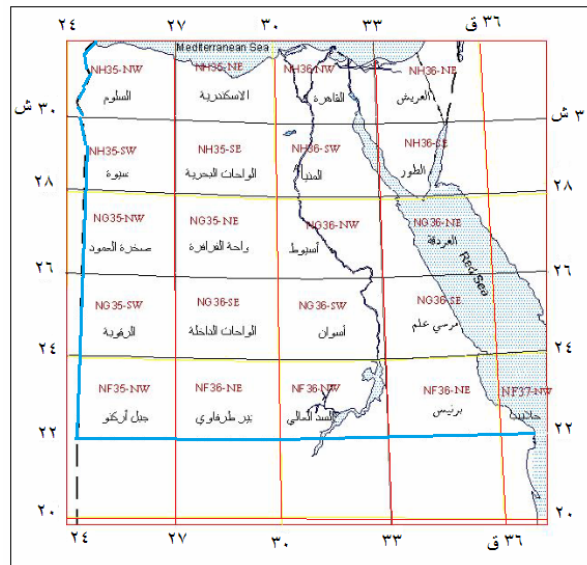 ٢٤ ٢٧ ٣٠ ٣٣ ٣٦ ق
Mediterranean Sea
NH35-NW NH35-NE NH36-NW NH36-NE
السلوم الاسكندرية القاهرة العريش
٣٠ ش ٣٠ ش
NH35-SW NH35-SE NH36-SW NH36-SE
سيوة الواحات البحرية المنيا الطور
٢٨ ٢٨
NG35-NW NG35-NE NG36-NW NG36-NE
صخرة العمود واحة الفرافرة أسيوط الغردقة
Red Sea
٢٦ ٢٦
NG35-SW NG36-SE NG36-SW NG36-SE
الواحات الداخلة أسوان مرسي علم
٢٤ ٢٤
NF35-NW NF36-NE NF36-NW NF36-NE NF37-NW
جبل أركنو بئر طرفاوي السد العالي برنيس حلايب
٢٢ ٢٢
٢٠ ٢٠
٢٤ ٢٧ ٣٠ ٣٣ ٣٦ ق